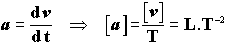 a = dv/dt ⇒ [a] = [v]/T = L.T⁻²